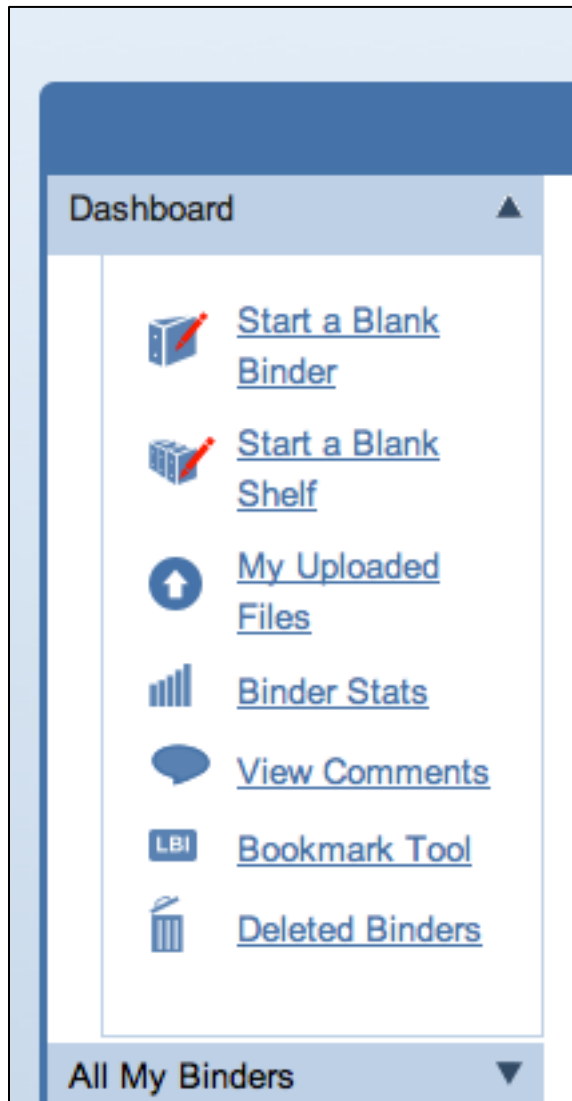 Dashboard
Start a Blank
Binder
Start a Blank
Shelf
My Uploaded
Files
Binder Stats
View Comments
LBI
Bookmark Tool
Deleted Binders
All My Binders